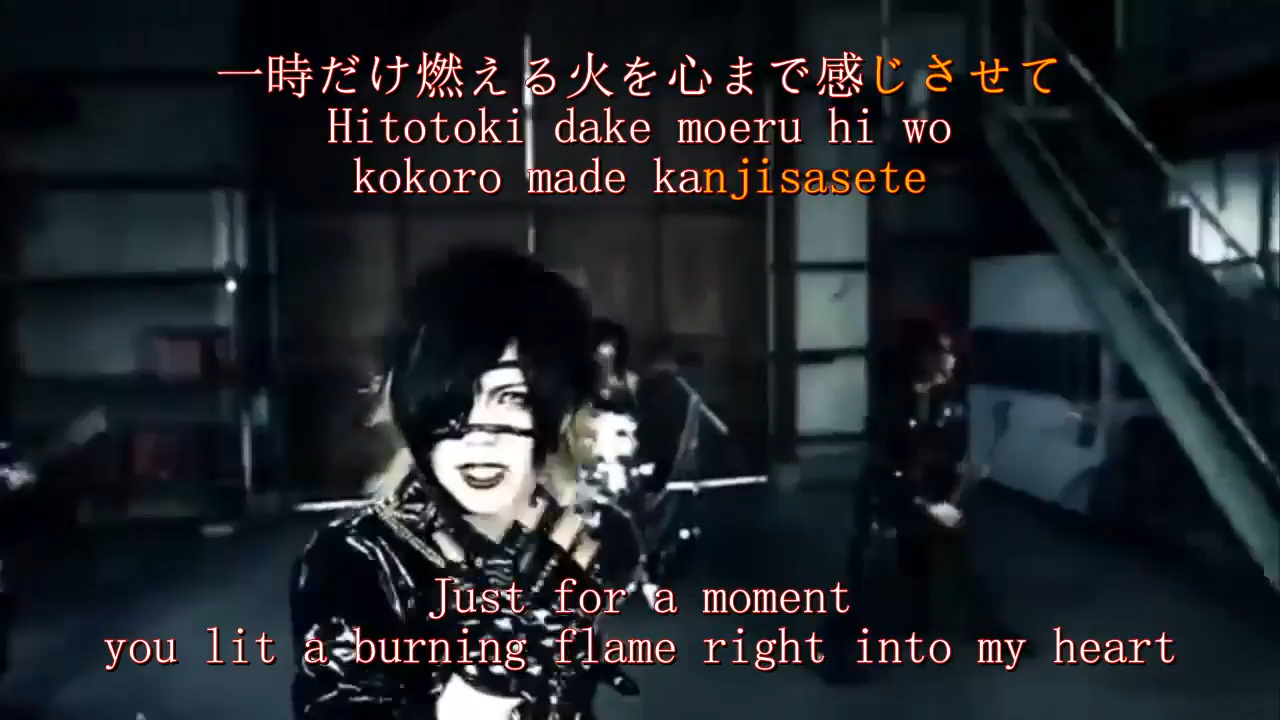 一時だけ燃える火を心まで感じさせて
Hitotoki dake moeru hi wo
kokoro made kanjisasete
Just for a moment
you lit a burning flame right into my heart